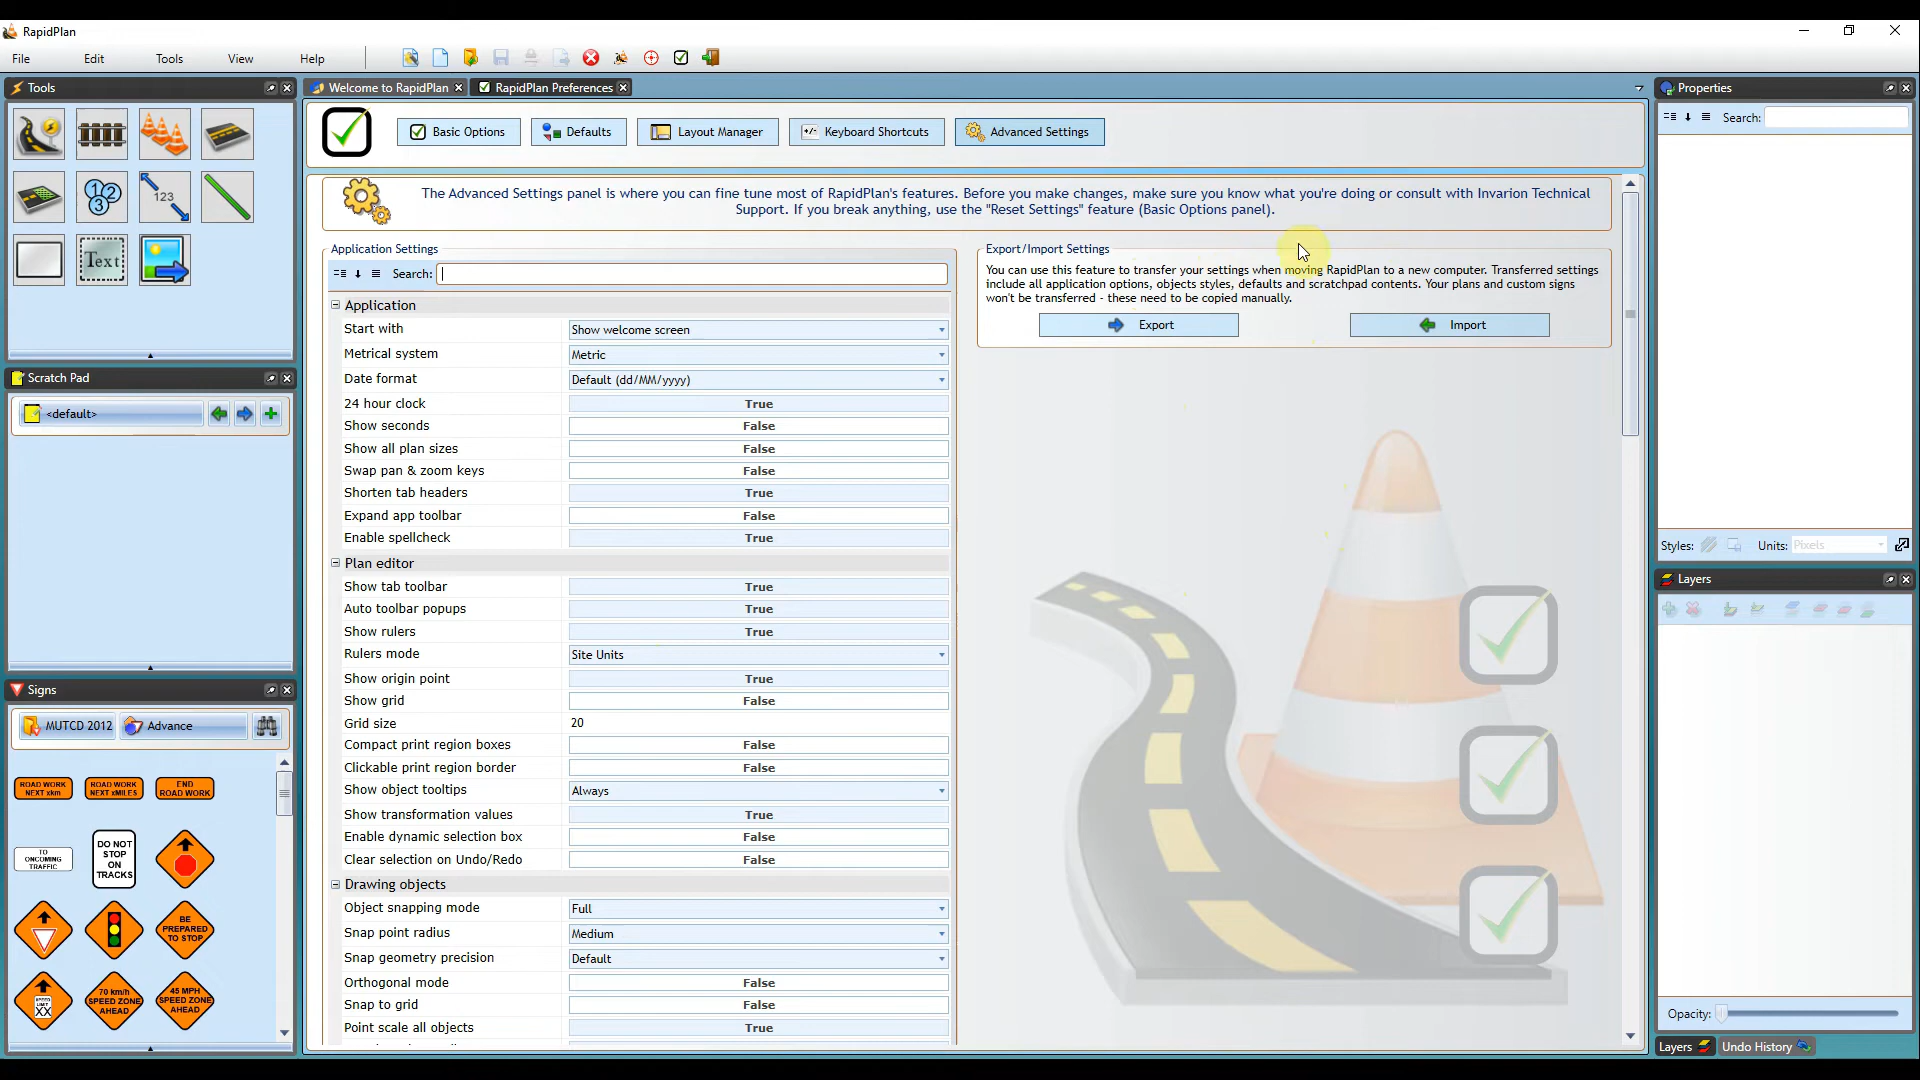 RapidPlan
File Edit Tools View Help
Tools
Welcome to RapidPlan
RapidPlan Preferences
Properties
Basic Options
Defaults
Layout Manager
Keyboard Shortcuts
Advanced Settings
Search:
The Advanced Settings panel is where you can fine tune most of RapidPlan's features. Before you make changes, make sure you know what you're doing or consult with Invarion Technical
Support. If you break anything, use the "Reset Settings" feature (Basic Options panel).
123
Text
Application Settings
Search:
Application
Start with Show welcome screen
Metrical system Metric
Date format Default (dd/MM/yyyy)
24 hour clock True
Show seconds False
Show all plan sizes False
Swap pan & zoom keys False
Shorten tab headers True
Expand app toolbar False
Enable spellcheck True
Plan editor
Show tab toolbar True
Auto toolbar popups True
Show rulers True
Rulers mode Site Units
Show origin point True
Show grid False
Grid size 20
Compact print region boxes False
Clickable print region border False
Show object tooltips Always
Show transformation values True
Enable dynamic selection box False
Clear selection on Undo/Redo False
Drawing objects
Object snapping mode Full
Snap point radius Medium
Snap geometry precision Default
Orthogonal mode False
Snap to grid False
Point scale all objects True
Export/Import Settings
You can use this feature to transfer your settings when moving RapidPlan to a new computer. Transferred settings
include all application options, objects styles, defaults and scratchpad contents. Your plans and custom signs
won't be transferred - these need to be copied manually.
Export
Import
Scratch Pad
<default>
Signs
MUTCD 2012
Advance
ROAD WORK
NEXT xkm
ROAD WORK
NEXT xMILES
END
ROAD WORK
TO
ONCOMING
TRAFFIC
DO NOT
STOP
ON
TRACKS
BE
PREPARED
TO STOP
SPEED
LIMIT
XX
70 km/h
SPEED ZONE
AHEAD
45 MPH
SPEED ZONE
AHEAD
Styles:
Units: Pixels
Layers
Opacity:
Layers
Undo History